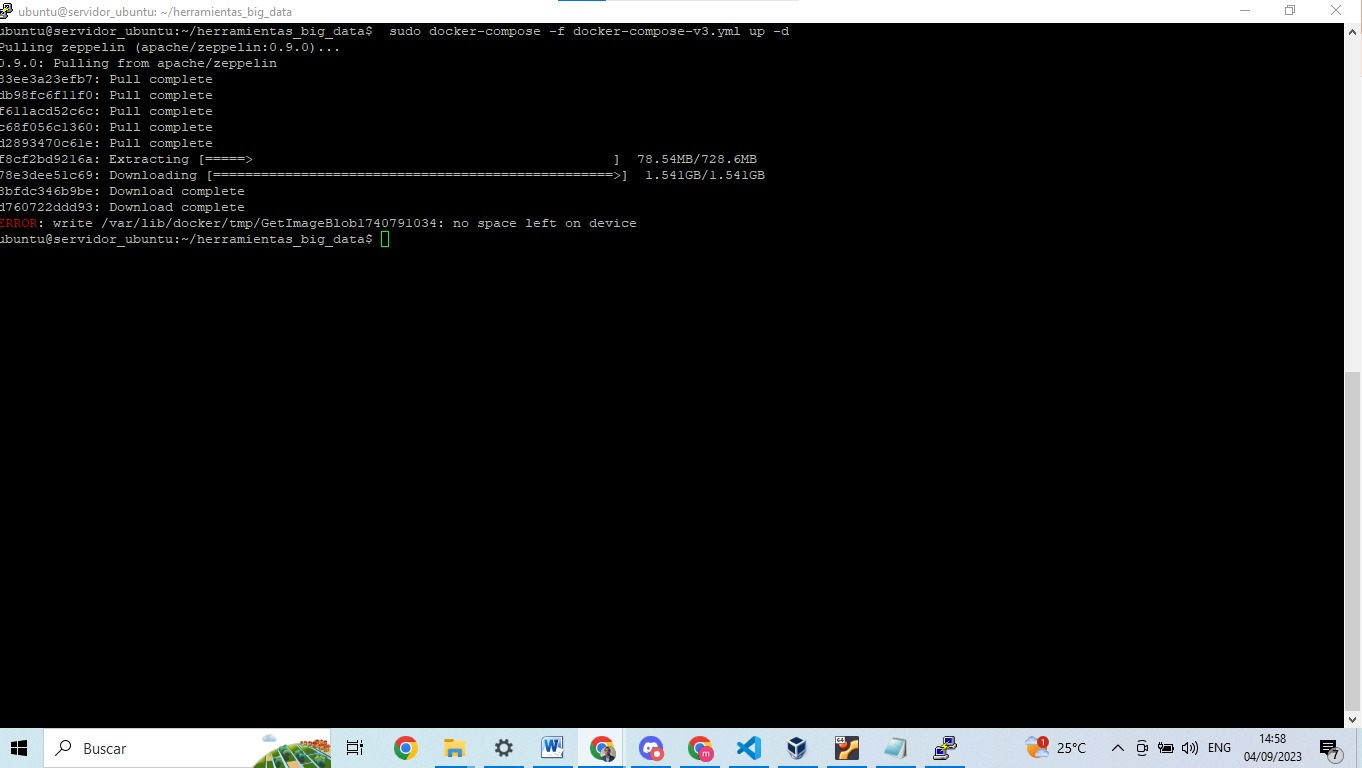 ubuntu@servidor_ubuntu: ~/herramientas_big_data
ubuntu@servidor_ubuntu:~/herramientas_big_data$  sudo docker-compose -f docker-compose-v3.yml up -d
Pulling zeppelin (apache/zeppelin:0.9.0)...
0.9.0: Pulling from apache/zeppelin
83ee3a23efb7: Pull complete
db98fc6f11f0: Pull complete
f611acd52c6c: Pull complete
c68f056c1360: Pull complete
d2893470c61e: Pull complete
f8cf2bd9216a: Extracting [=====>                                             ]  78.54MB/728.6MB
78e3dee51c69: Downloading [==================================================>]  1.541GB/1.541GB
8bfdc346b9be: Download complete
d760722ddd93: Download complete
ERROR: write /var/lib/docker/tmp/GetImageBlob1740791034: no space left on device
ubuntu@servidor_ubuntu:~/herramientas_big_data$
Buscar
1
25°C
ENG
14:58
04/09/2023
7